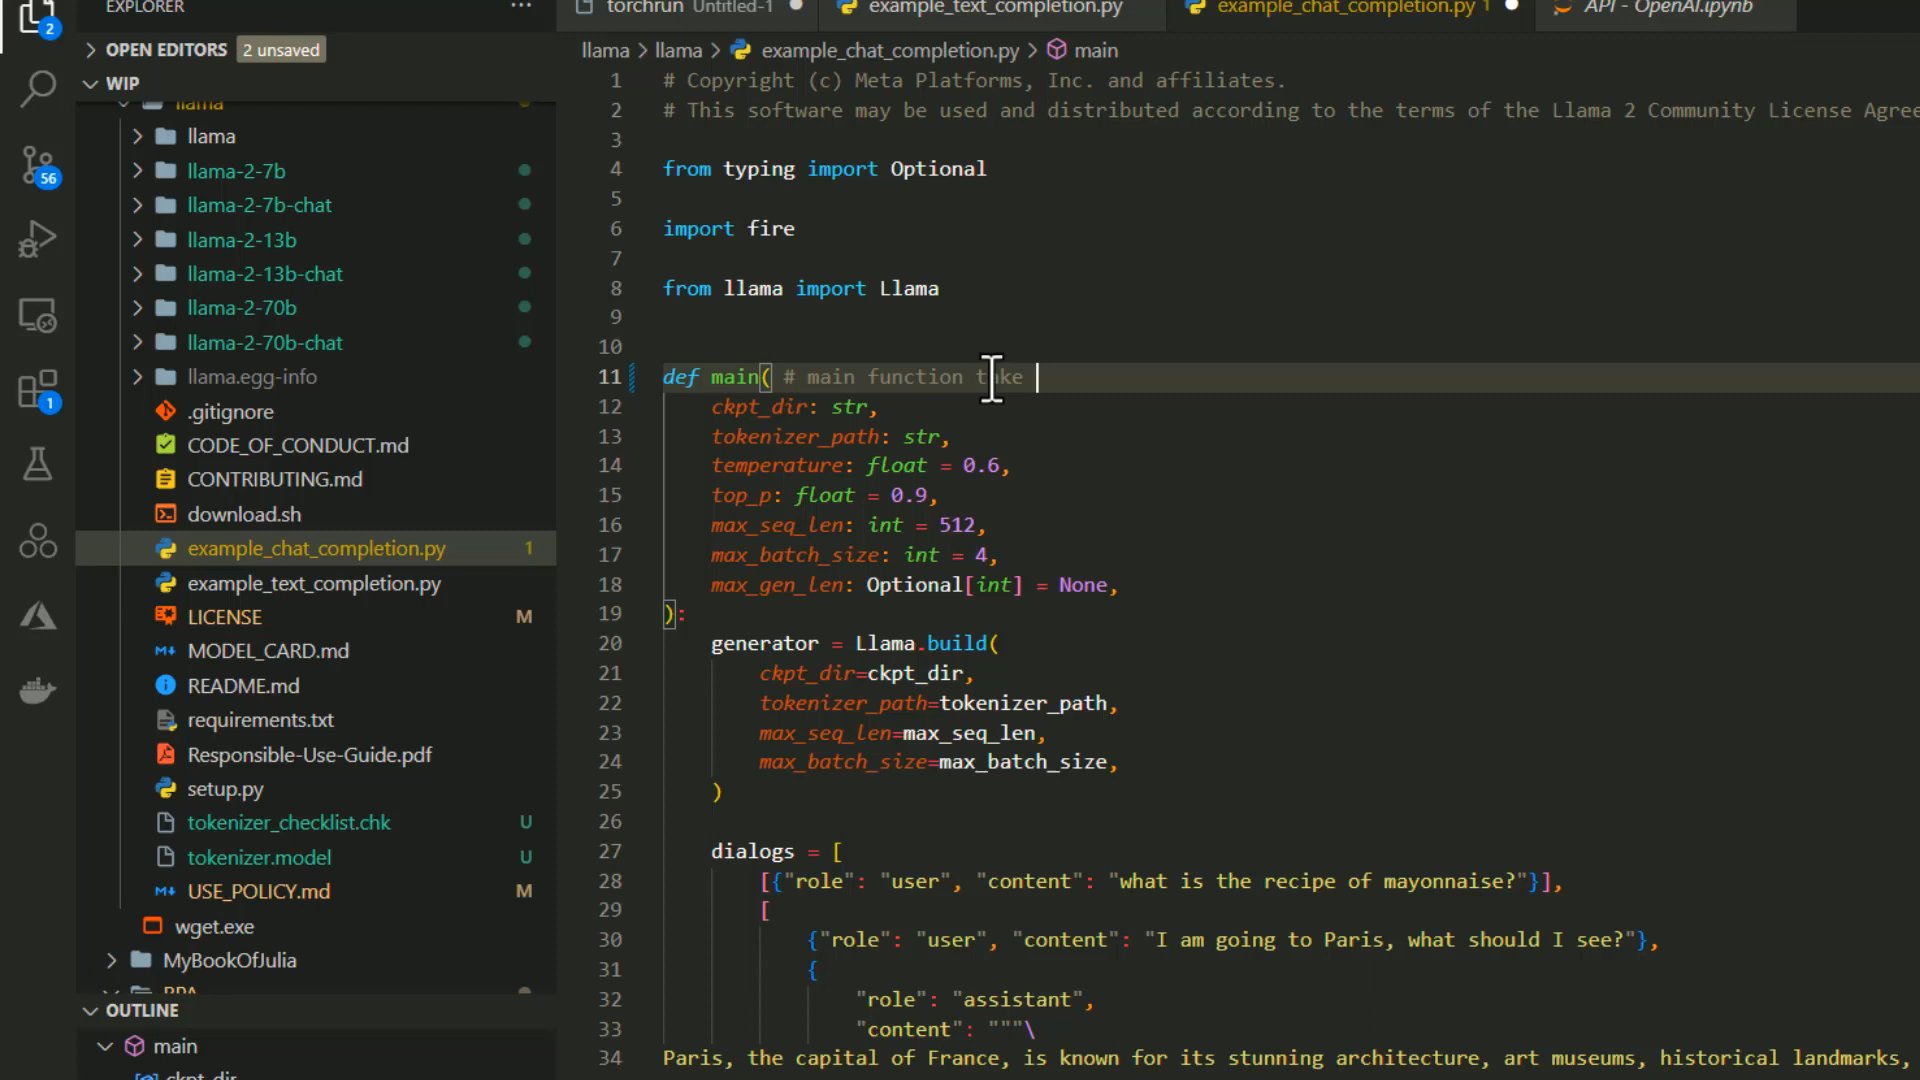 EXPLORER
OPEN EDITORS 2 unsaved
WIP
llama
llama
llama-2-7b
llama-2-7b-chat
llama-2-13b
llama-2-13b-chat
llama-2-70b
llama-2-70b-chat
llama.egg-info
.gitignore
CODE_OF_CONDUCT.md
CONTRIBUTING.md
download.sh
example_chat_completion.py 1
example_text_completion.py
LICENSE M
MODEL_CARD.md
README.md
requirements.txt
Responsible-Use-Guide.pdf
setup.py
tokenizer_checklist.chk U
tokenizer.model U
USE_POLICY.md M
wget.exe
MyBookOfJulia
OUTLINE
main
ckpt_dir
2
56
1
torchrun Untitled-1
example_text_completion.py
example_chat_completion.py 1
API - OpenAI.ipynb
llama > llama > example_chat_completion.py > main
1 # Copyright (c) Meta Platforms, Inc. and affiliates.
2 # This software may be used and distributed according to the terms of the Llama 2 Community License Agree
3
4 from typing import Optional
5
6 import fire
7
8 from llama import Llama
9
10
11 def main( # main function take
12 ckpt_dir: str,
13 tokenizer_path: str,
14 temperature: float = 0.6,
15 top_p: float = 0.9,
16 max_seq_len: int = 512,
17 max_batch_size: int = 4,
18 max_gen_len: Optional[int] = None,
19 ):
20 generator = Llama.build(
21 ckpt_dir=ckpt_dir,
22 tokenizer_path=tokenizer_path,
23 max_seq_len=max_seq_len,
24 max_batch_size=max_batch_size,
25 )
26
27 dialogs = [
28 [{"role": "user", "content": "what is the recipe of mayonnaise?"}],
29 [
30 {"role": "user", "content": "I am going to Paris, what should I see?"},
31 {
32 "role": "assistant",
33 "content": """\
34 Paris, the capital of France, is known for its stunning architecture, art museums, historical landmarks,